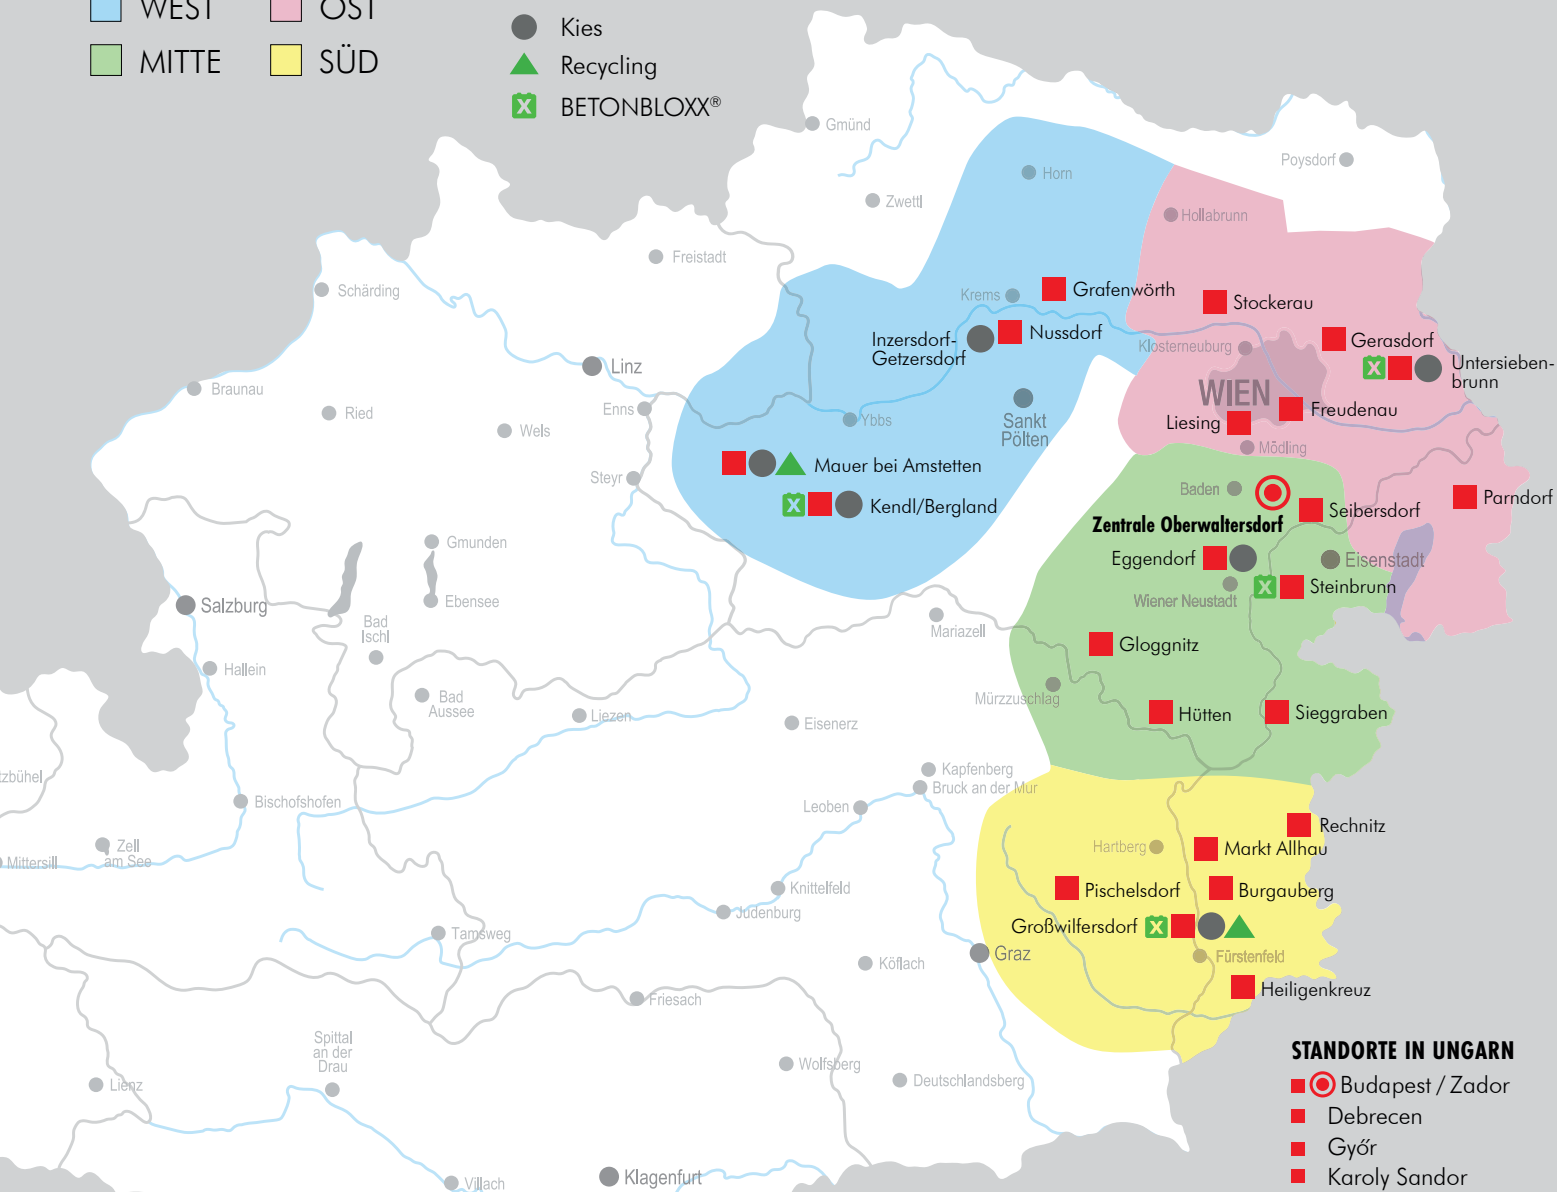 WEST
OST
MITTE
SÜD
Kies
Recycling
BETONBLOXX®
Gmünd
Poysdorf
Horn
Zwettl
Hollabrunn
Freistadt
Schärding
Krems
Grafenwörth
Stockerau
Inzersdorf-
Getzersdorf
Nussdorf
Klosterneuburg
Gerasdorf
Untersieben-
brunn
Linz
Braunau
WIEN
Ried
Enns
Ybbs
Sankt
Pölten
Freudenau
Liesing
Wels
Mödling
Steyr
Mauer bei Amstetten
Kendl/Bergland
Baden
Seibersdorf
Parndorf
Zentrale Oberwaltersdorf
Gmunden
Eggendorf
Eisenstadt
Steinbrunn
Wiener Neustadt
Salzburg
Ebensee
Bad
Ischl
Mariazell
Gloggnitz
Hallein
Bad
Aussee
Liezen
Mürzzuschlag
Hütten
Sieggraben
Eisenerz
tzbühel
Kapfenberg
Bruck an der Mur
Bischofshofen
Leoben
Rechnitz
Zell
am See
Mittersill
Hartberg
Markt Allhau
Knittelfeld
Pischelsdorf
Burgauberg
Judenburg
Großwilfersdorf
Tamsweg
Graz
Köflach
Fürstenfeld
Heiligenkreuz
Friesach
Spittal
an der
Drau
Wolfsberg
Lienz
Deutschlandsberg
STANDORTE IN UNGARN
Budapest / Zador
Debrecen
Győr
Karoly Sandor
Klagenfurt
Villach
X
X
X
X
X